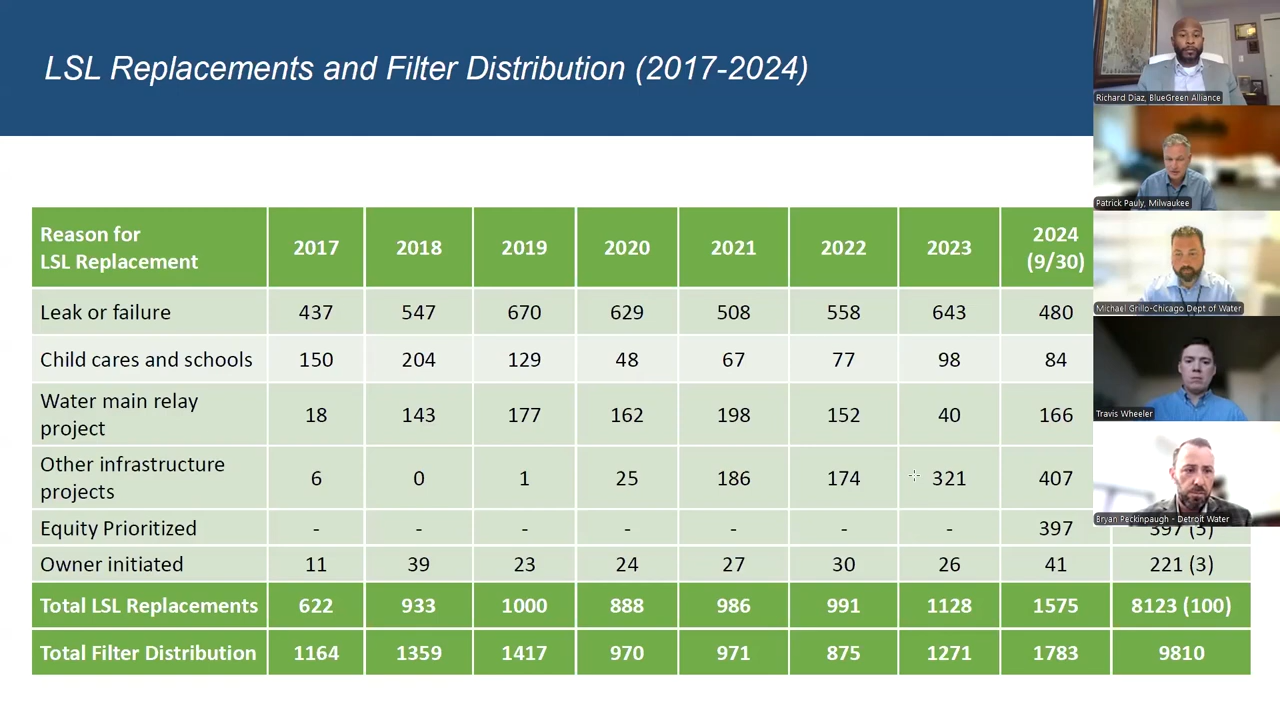 LSL Replacements and Filter Distribution (2017-2024)
Richard Diaz, BlueGreen Alliance
Patrick Pauly, Milwaukee
Michael Grillo-Chicago Dept of Water
Travis Wheeler
Bryan Peckinpaugh - Detroit Water
Reason for
LSL Replacement 2017 2018 2019 2020 2021 2022 2023 2024
(9/30)
Leak or failure 437 547 670 629 508 558 643 480
Child cares and schools 150 204 129 48 67 77 98 84
Water main relay
project 18 143 177 162 198 152 40 166
Other infrastructure
projects 6 0 1 25 186 174 321 407
Equity Prioritized - - - - - - - 397 397 (5)
Owner initiated 11 39 23 24 27 30 26 41 221 (3)
Total LSL Replacements 622 933 1000 888 986 991 1128 1575 8123 (100)
Total Filter Distribution 1164 1359 1417 970 971 875 1271 1783 9810